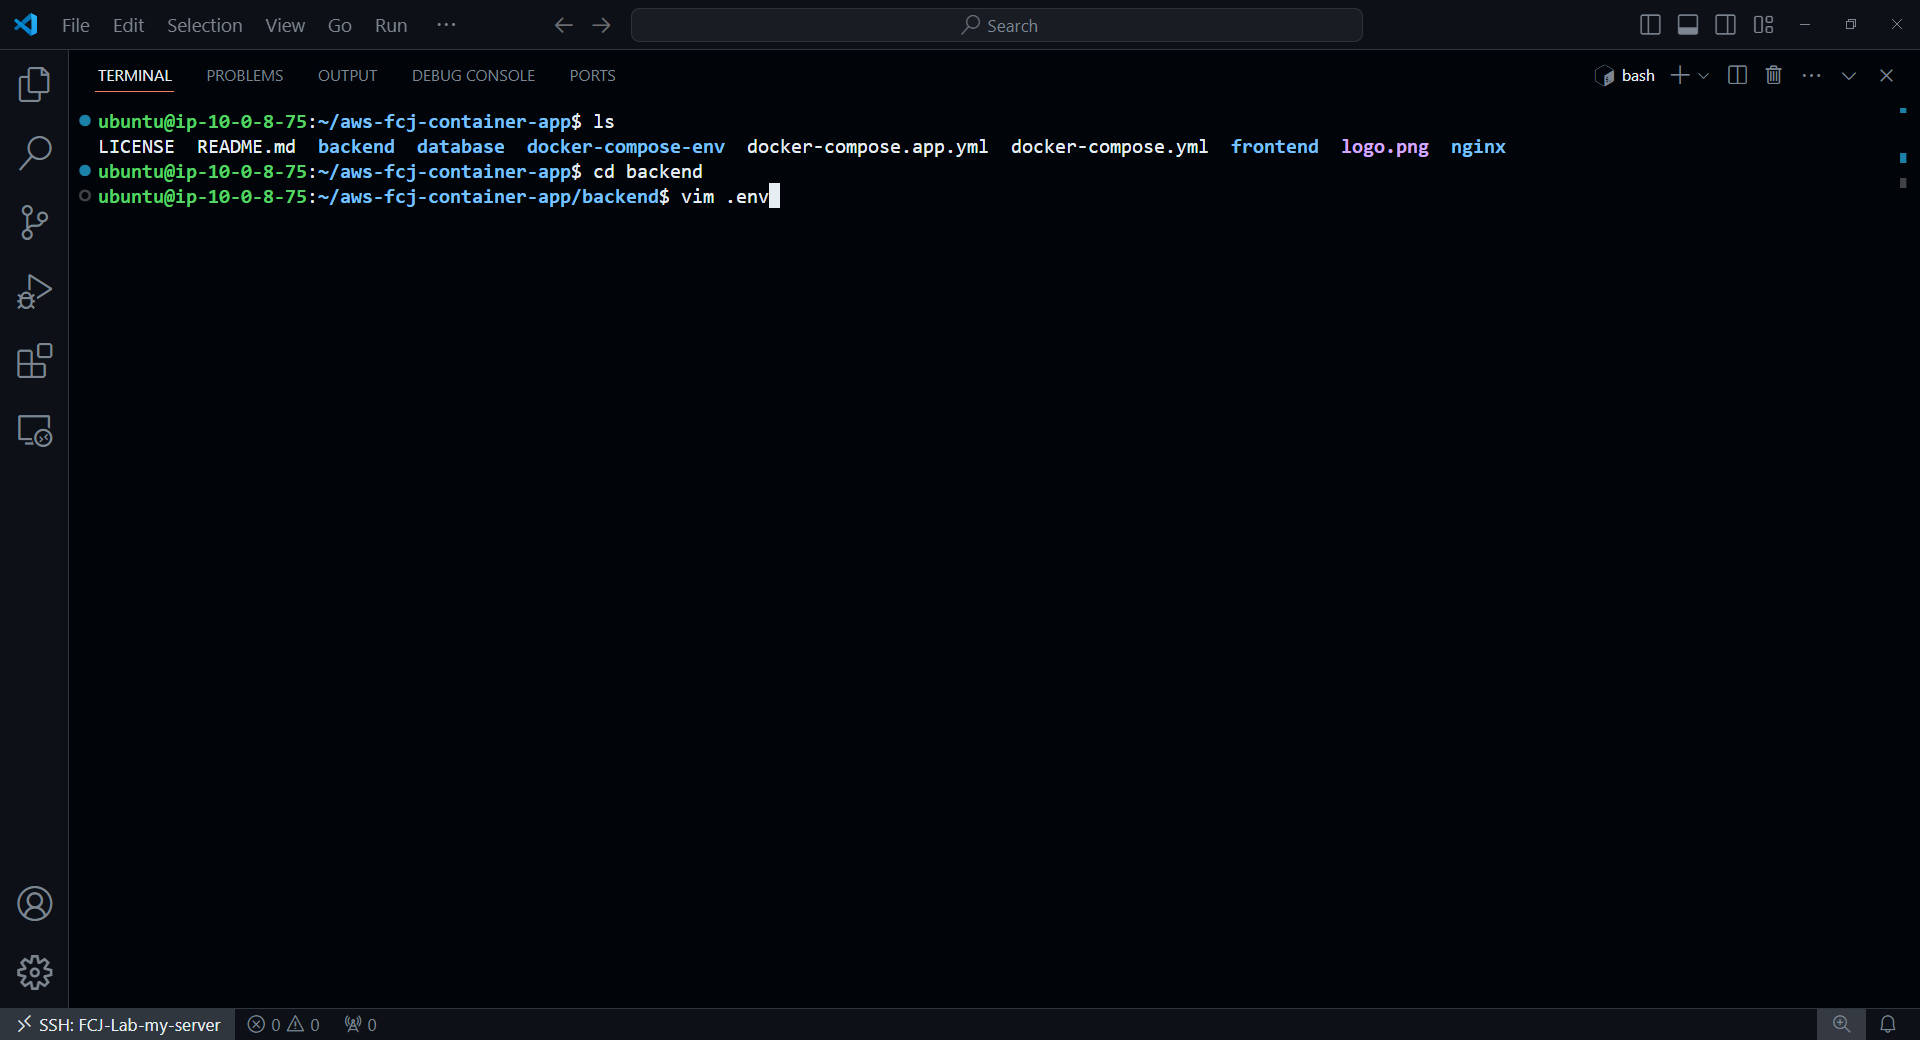 File Edit Selection View Go Run ··· Search
TERMINAL PROBLEMS OUTPUT DEBUG CONSOLE PORTS bash
ubuntu@ip-10-0-8-75:~/aws-fcj-container-app$ ls
LICENSE README.md backend database docker-compose-env docker-compose.app.yml docker-compose.yml frontend logo.png nginx
ubuntu@ip-10-0-8-75:~/aws-fcj-container-app$ cd backend
ubuntu@ip-10-0-8-75:~/aws-fcj-container-app/backend$ vim .env
SSH: FCJ-Lab-my-server 0 0 0